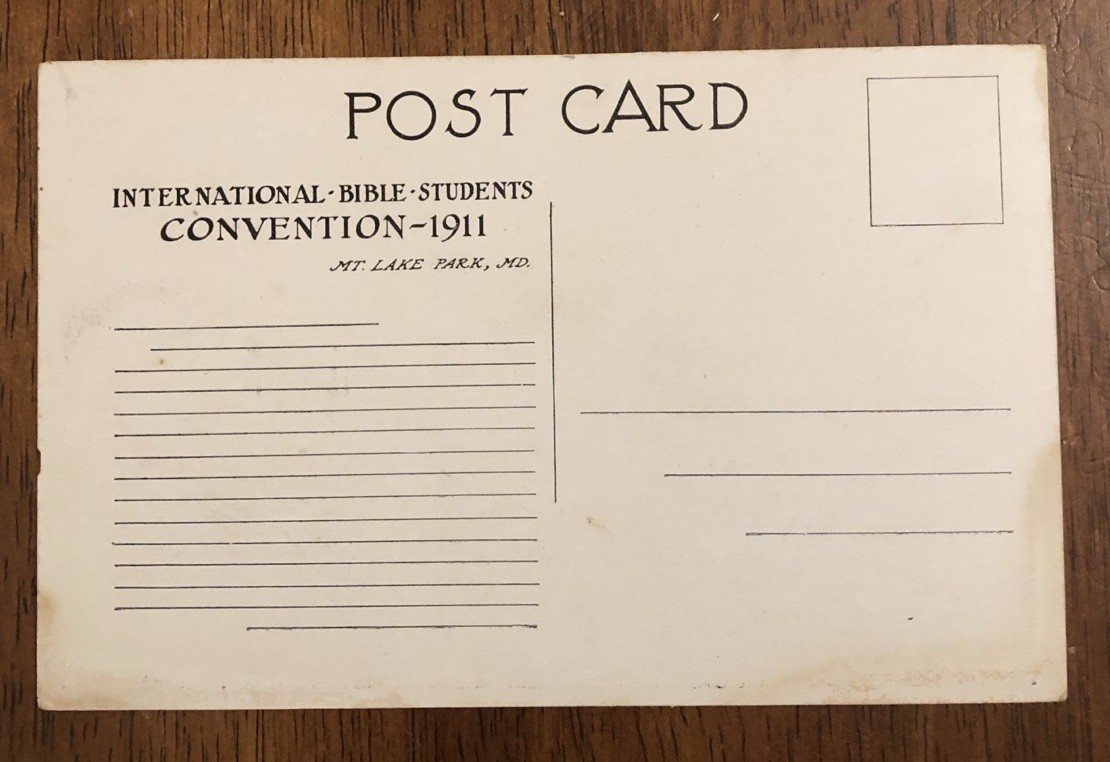 POST CARD
INTERNATIONAL-BIBLE-STUDENTS
CONVENTION-1911
MT. LAKE PARK, MD.